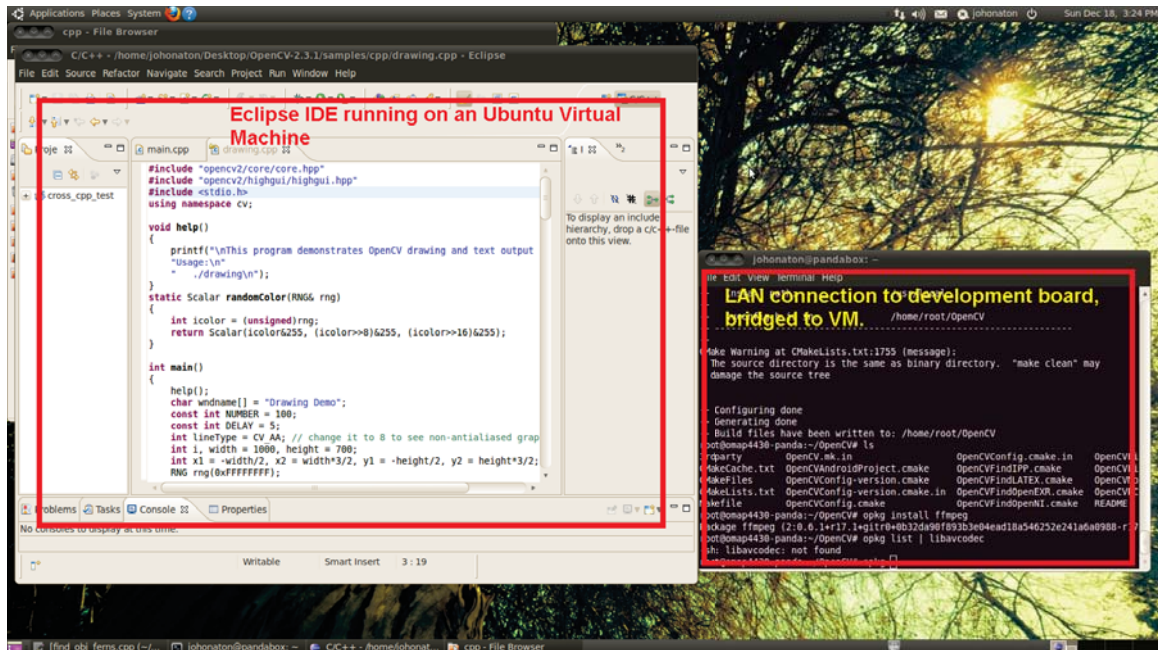 Applications Places System
johonaton
Sun Dec 18, 3:24 PM
cpp - File Browser
C/C++ - /home/johonaton/Desktop/OpenCV-2.3.1/samples/cpp/drawing.cpp - Eclipse
File Edit Source Refactor Navigate Search Project Run Window Help
Eclipse IDE running on an Ubuntu Virtual
Machine
main.cpp
drawing.cpp
cross_cpp_test
#include "opencv2/core/core.hpp"
#include "opencv2/highgui/highgui.hpp"
#include <stdio.h>
using namespace cv;
void help()
{
printf("\nThis program demonstrates OpenCV drawing and text output
"Usage:\n"
" ./drawing\n");
}
static Scalar randomColor(RNG& rng)
{
int icolor = (unsigned)rng;
return Scalar(icolor&255, (icolor>>8)&255, (icolor>>16)&255);
}
int main()
{
help();
char wndname[] = "Drawing Demo";
const int NUMBER = 100;
const int DELAY = 5;
int lineType = CV_AA; // change it to 8 to see non-antialiased grap
int i, width = 1000, height = 700;
int x1 = -width/2, x2 = width*3/2, y1 = -height/2, y2 = height*3/2;
RNG rng(0xFFFFFFFF);
To display an include
hierarchy, drop a c/c++-file
onto this view.
Problems Tasks Console Properties
No consoles to display at this time.
Writable Smart Insert 3 : 19
johonaton@pandabox: ~
File Edit View Terminal Help
LAN connection to development board,
bridged to VM.
/home/root/OpenCV
CMake Warning at CMakeLists.txt:1755 (message):
The source directory is the same as binary directory. "make clean" may
damage the source tree
- Configuring done
- Generating done
- Build files have been written to: /home/root/OpenCV
root@omap4430-panda:~/OpenCV# ls
3rdparty OpenCV.mk.in OpenCVConfig.cmake.in
CMakeCache.txt OpenCVAndroidProject.cmake OpenCVFindIPP.cmake
CMakeFiles OpenCVConfig-version.cmake OpenCVFindLATEX.cmake
CMakeLists.txt OpenCVConfig-version.cmake.in OpenCVFindOpenEXR.cmake
Makefile OpenCVConfig.cmake OpenCVFindOpenNI.cmake README
root@omap4430-panda:~/OpenCV# opkg install ffmpeg
root@omap4430-panda:~/OpenCV# opkg list | libavcodec
sh: libavcodec: not found
root@omap4430-panda:~/OpenCV# opkg
[find_obj_ferns.cpp (~/... johonaton@pandabox: ~ C/C++ - /home/johonat... cpp - File Browser